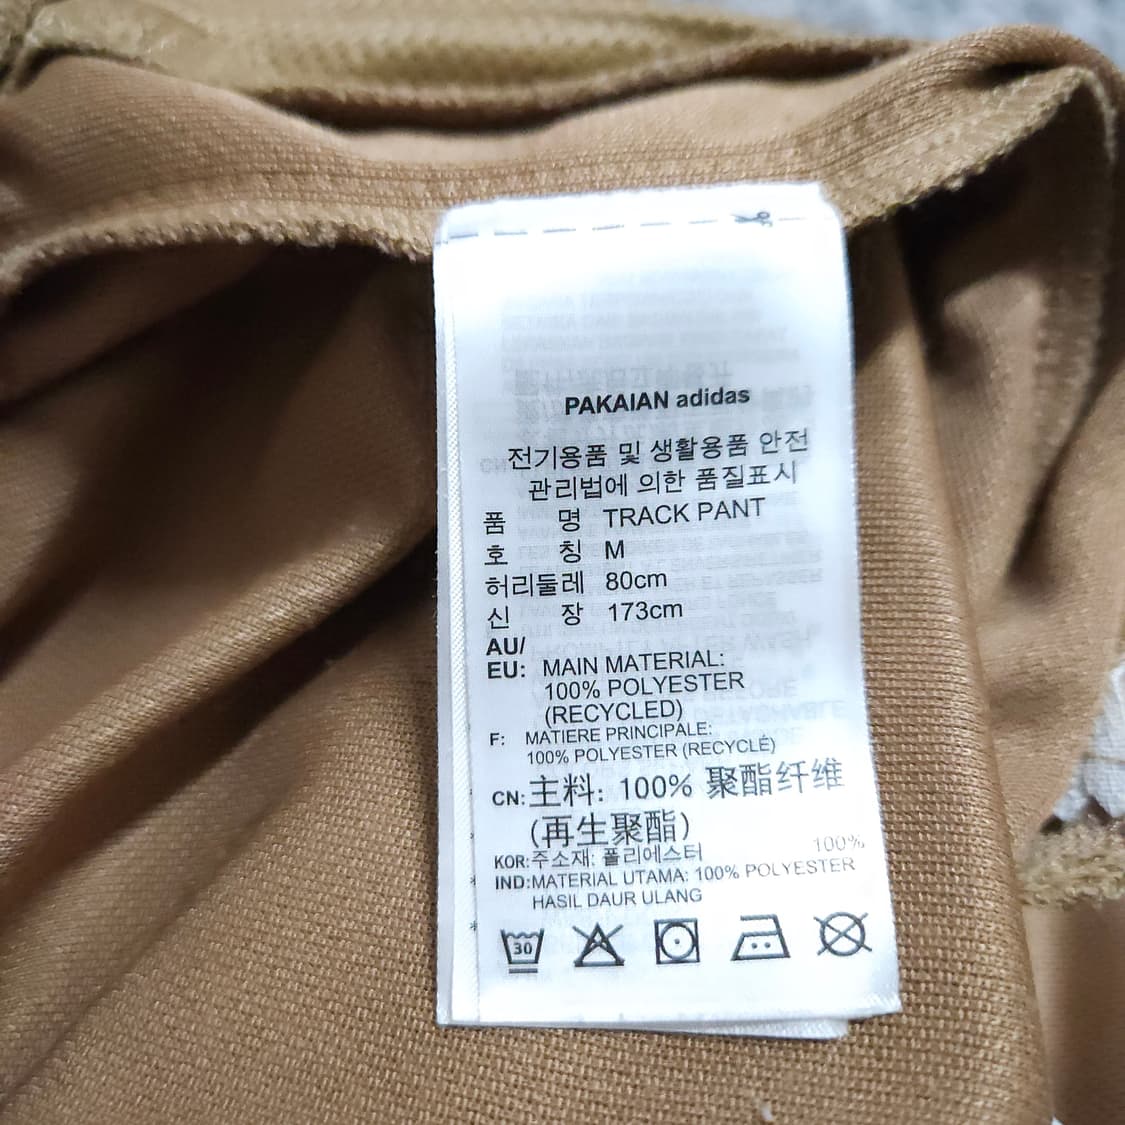 PAKAIAN adidas
전기용품 및 생활용품 안전
관리법에 의한 품질표시
품 명 TRACK PANT
호 칭 M
허리둘레 80cm
신 장 173cm
AU/
EU: MAIN MATERIAL:
100% POLYESTER
(RECYCLED)
F: MATIERE PRINCIPALE:
100% POLYESTER (RECYCLÉ)
CN: 主料: 100% 聚酯纤维
(再生聚酯)
KOR:주소재: 폴리에스터 100%
IND:MATERIAL UTAMA: 100% POLYESTER
HASIL DAUR ULANG
30